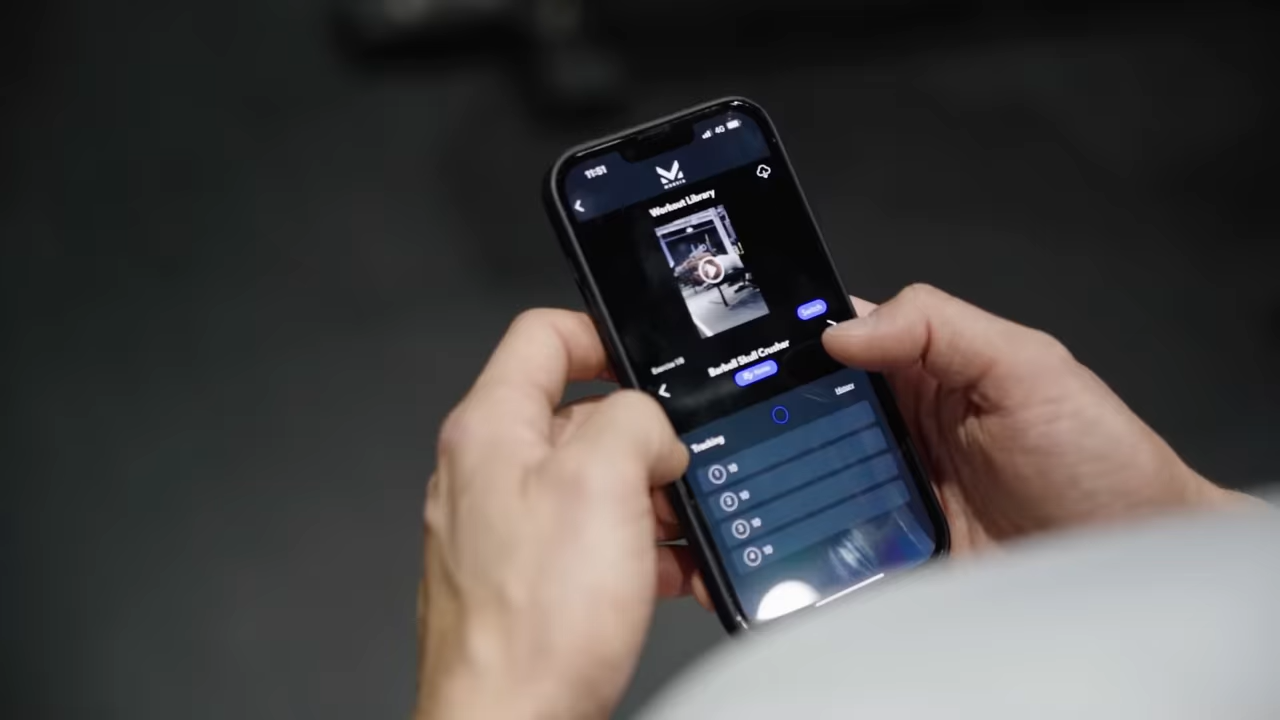 11:51
4G
Workout Library
Switch
Barbell Skull Crusher
My Notes
History
Tracking
1 10
2 10
3 10
4 10